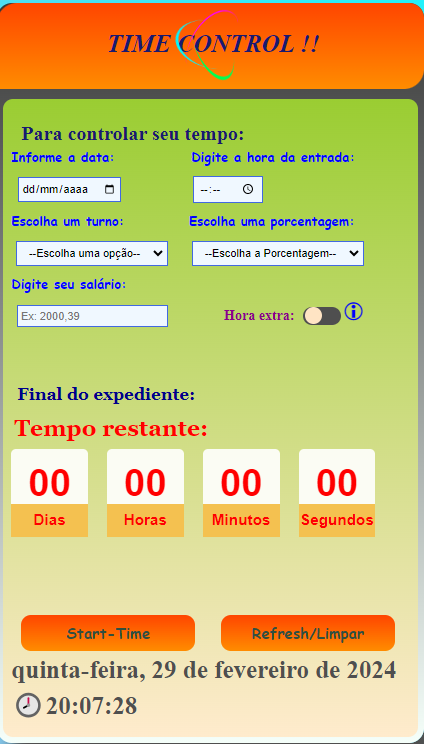 TIME CONTROL !!
Para controlar seu tempo:
Informe a data: Digite a hora da entrada:
dd/mm/aaaa --:--
Escolha um turno: Escolha uma porcentagem:
--Escolha uma opção-- --Escolha a Porcentagem--
Digite seu salário:
Ex: 2000,39 Hora extra:
Final do expediente:
Tempo restante:
00 00 00 00
Dias Horas Minutos Segundos
Start-Time Refresh/Limpar
quinta-feira, 29 de fevereiro de 2024
20:07:28